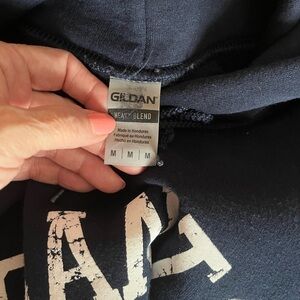 GILDAN
HEAVY BLEND
Made in Honduras
Fabriqué au Honduras
Hecho en Honduras
M M M